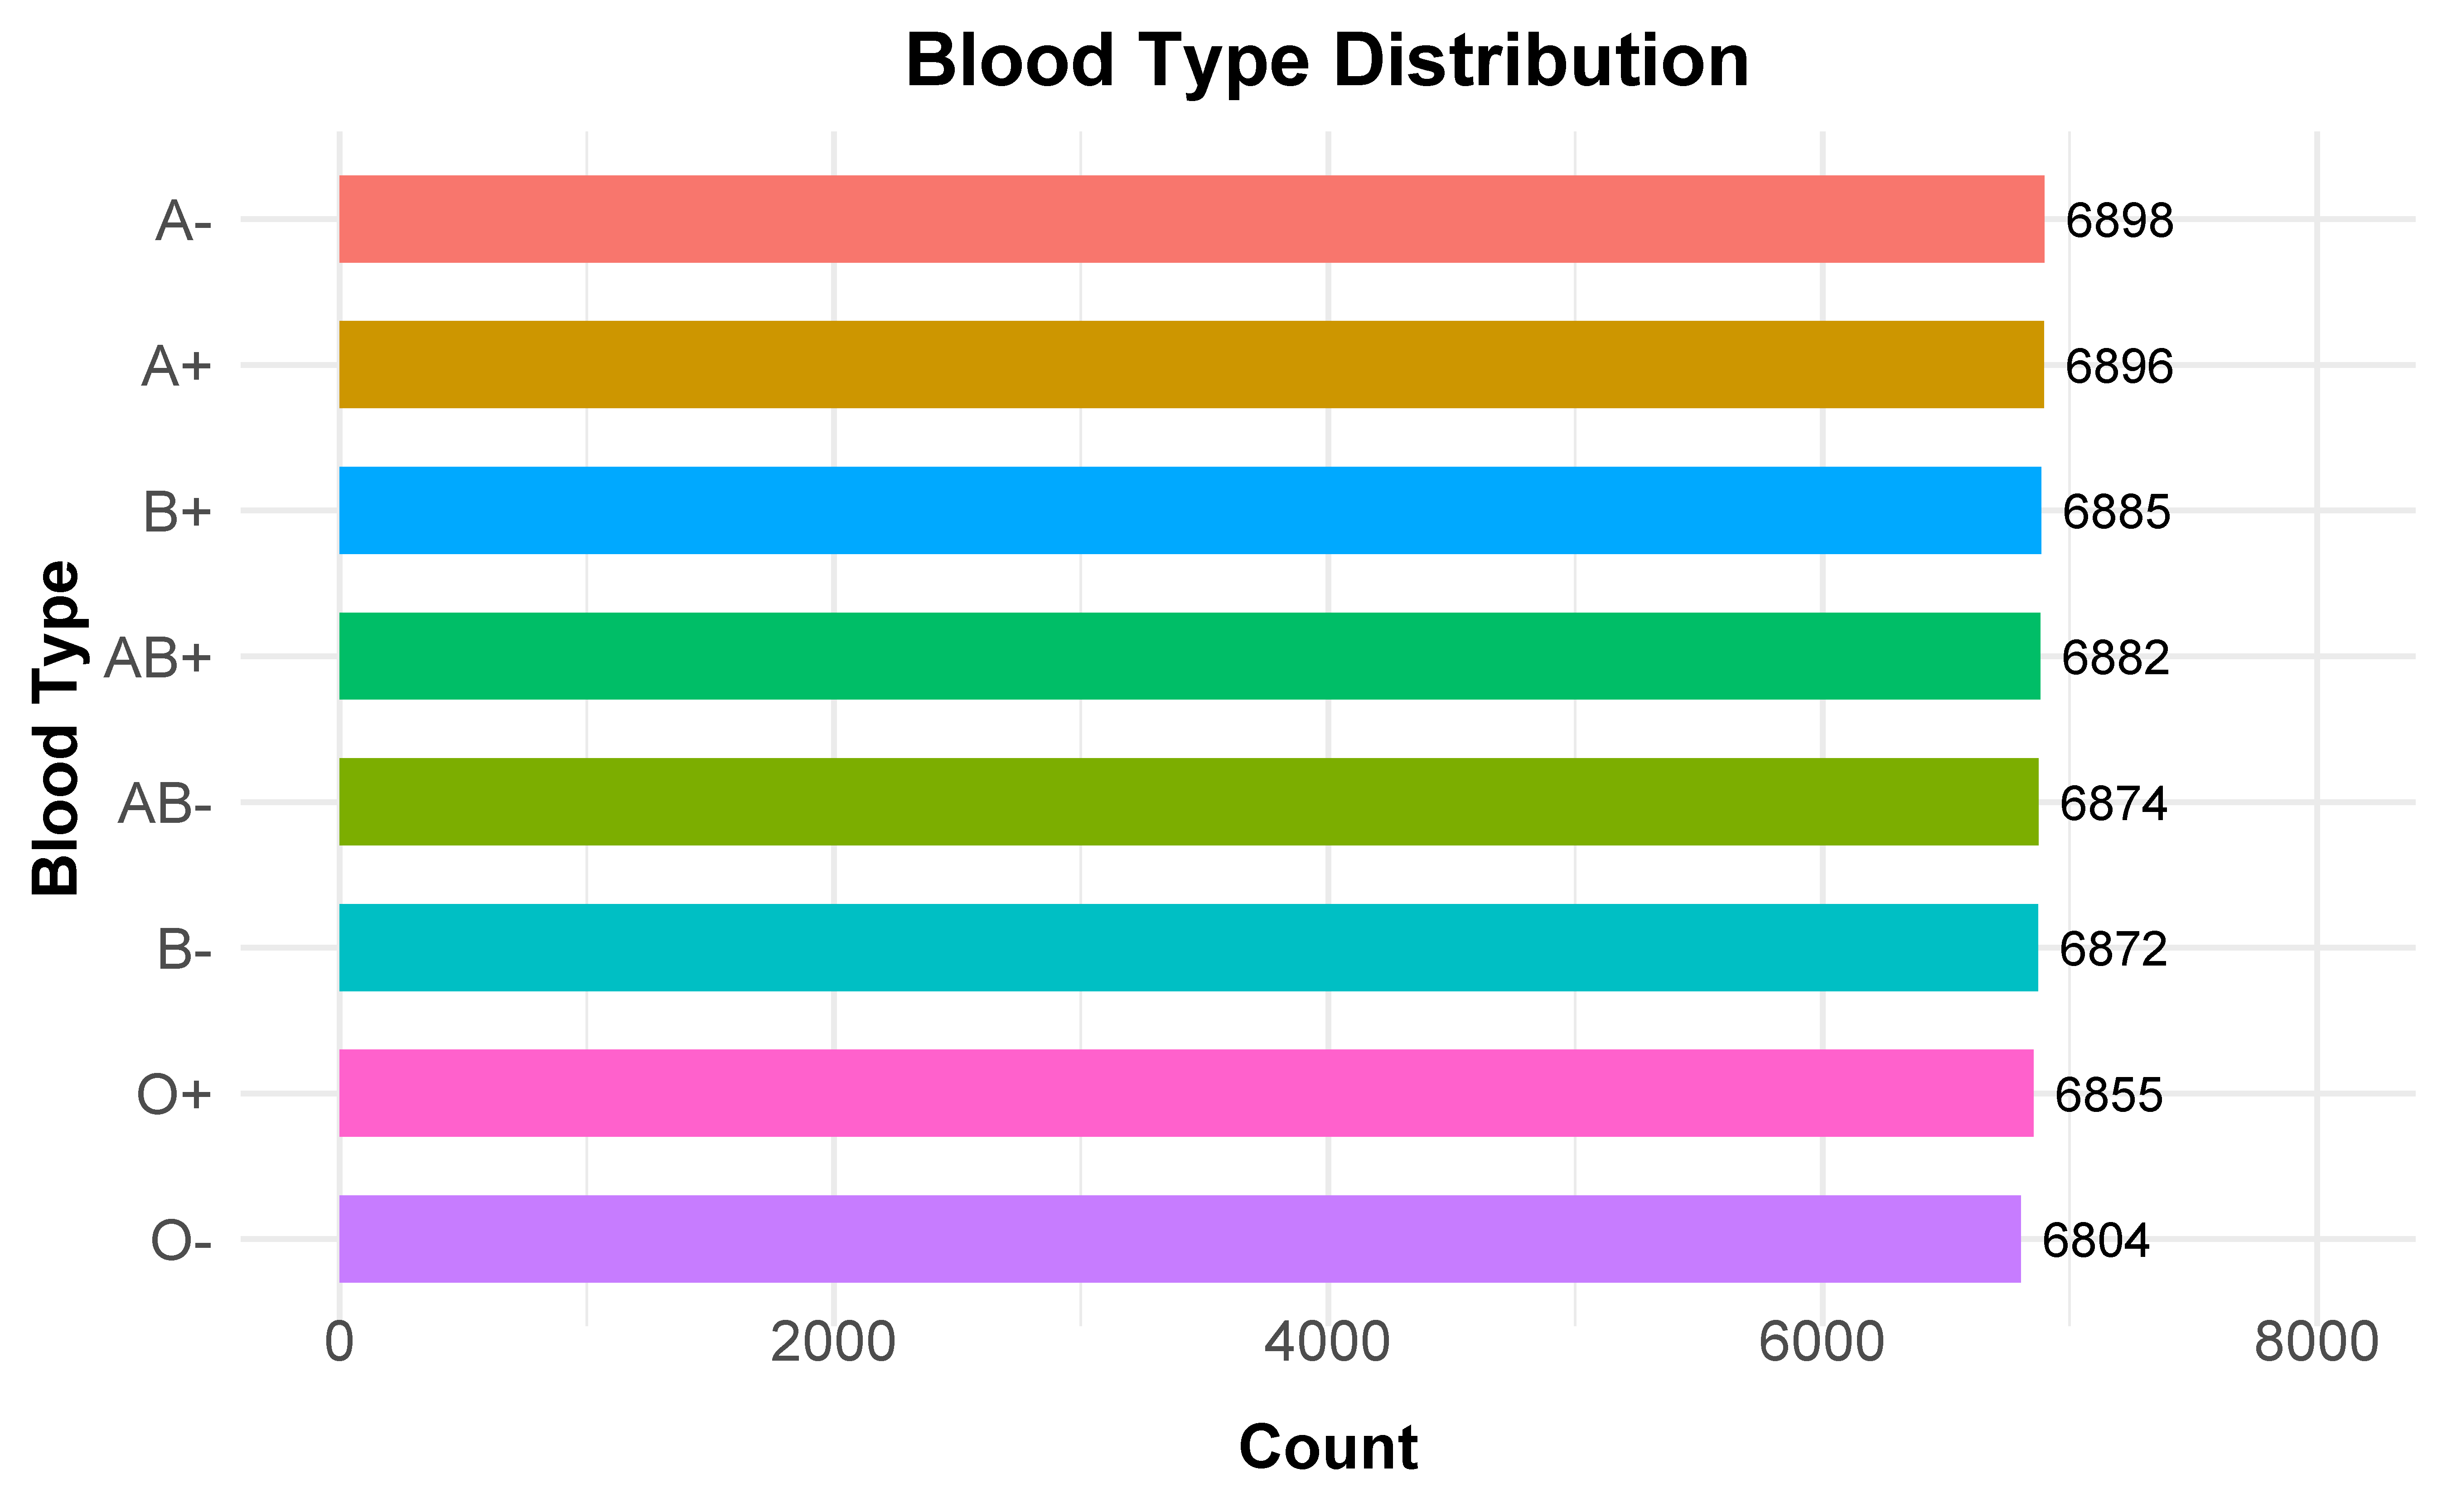 Blood Type Distribution
Blood Type
A- 6898
A+ 6896
B+ 6885
AB+ 6882
AB- 6874
B- 6872
O+ 6855
O- 6804
0 2000 4000 6000 8000
Count